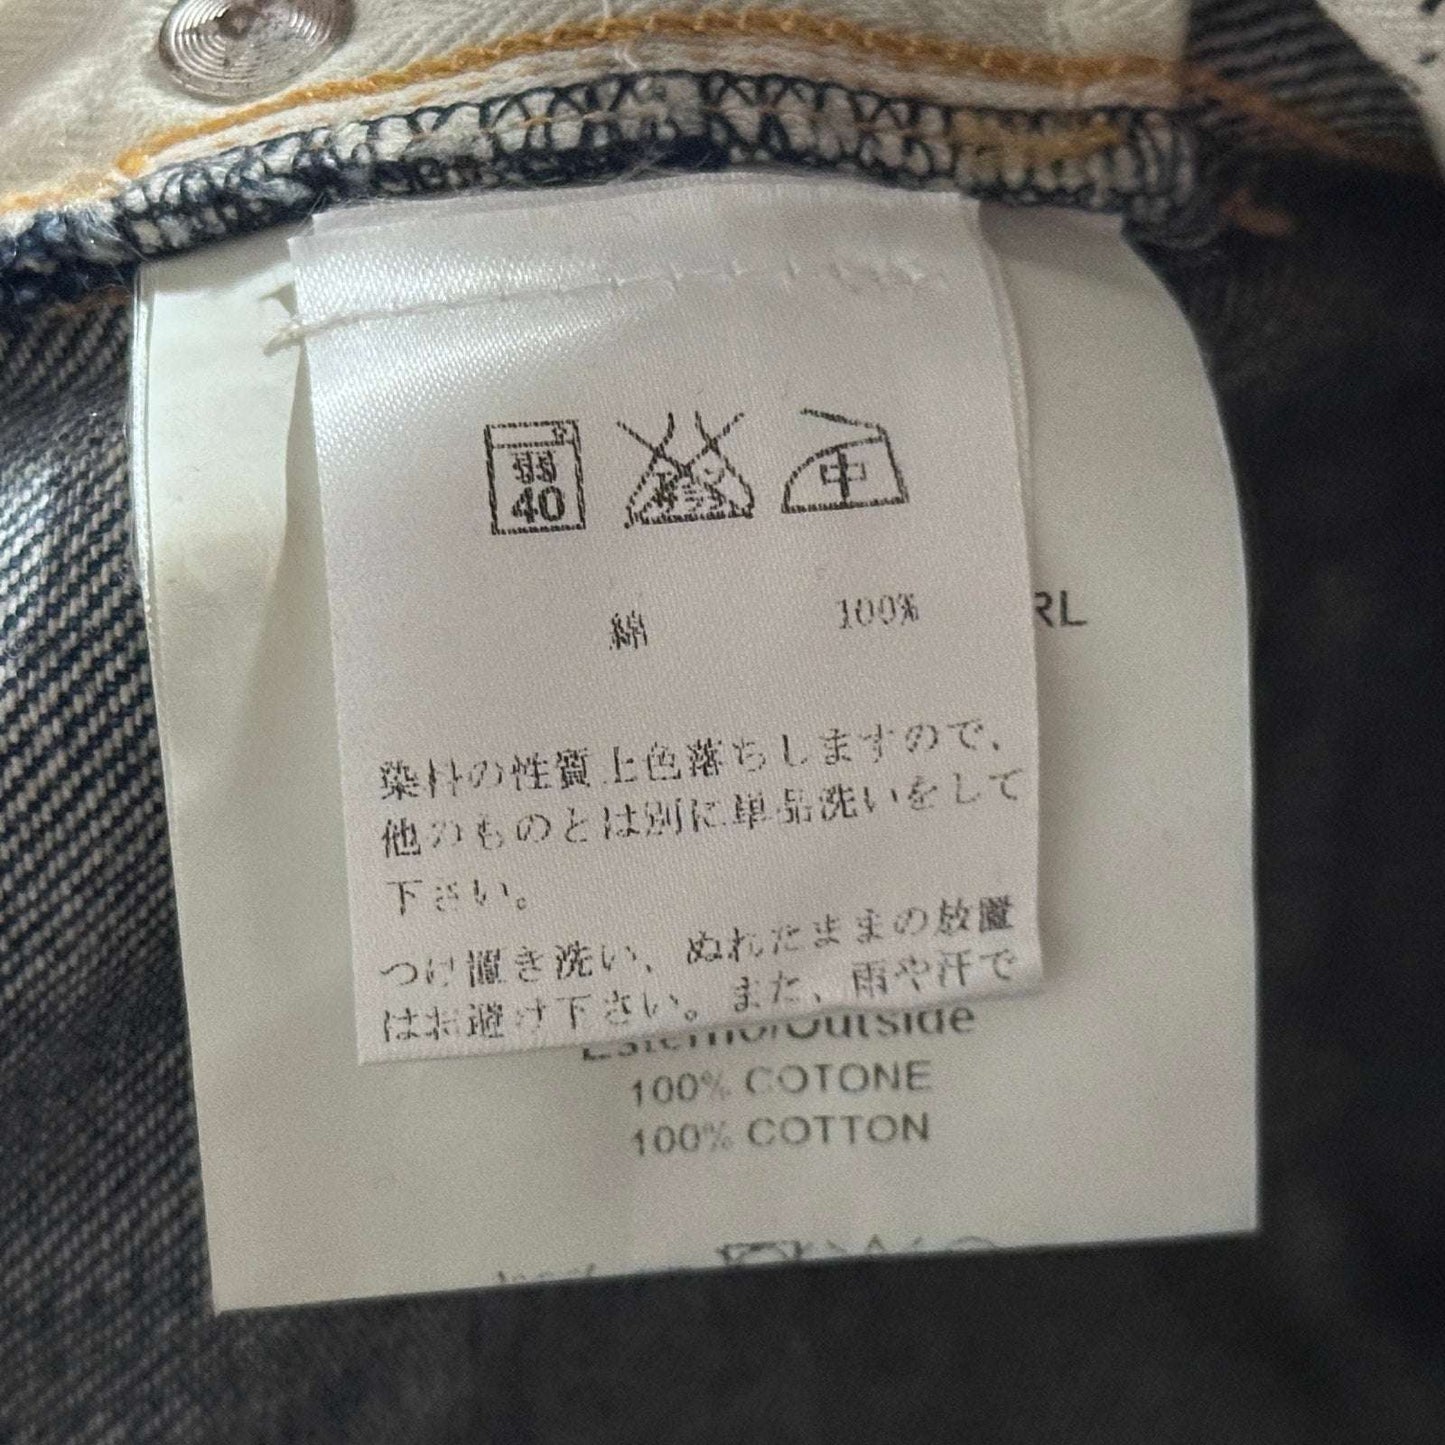 弱
40
中
綿 100%
RL
染料の性質上色落ちしますので、
他のものとは別に単品洗いをして
下さい。
つけ置き洗い、ぬれたままの放置
はお避け下さい。また、雨や汗で
Esterno/Outside
100% COTONE
100% COTTON